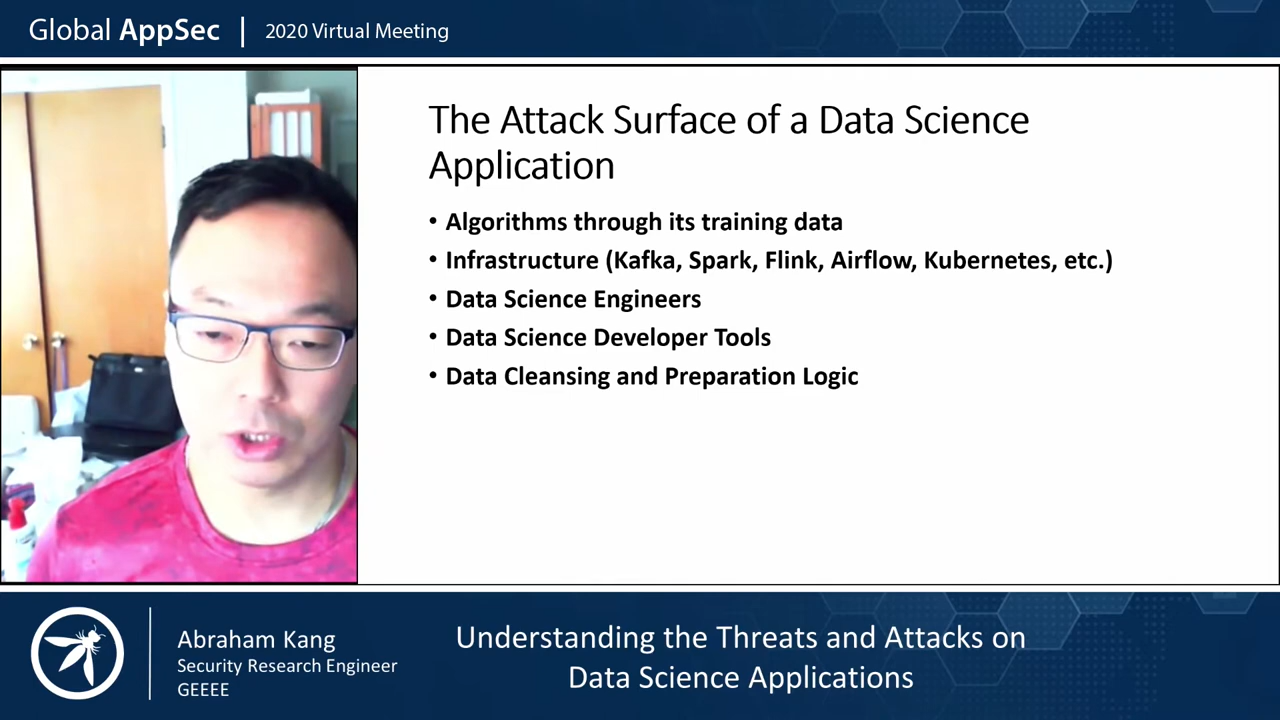 Global AppSec | 2020 Virtual Meeting
The Attack Surface of a Data Science
Application
• Algorithms through its training data
• Infrastructure (Kafka, Spark, Flink, Airflow, Kubernetes, etc.)
• Data Science Engineers
• Data Science Developer Tools
• Data Cleansing and Preparation Logic
Abraham Kang
Security Research Engineer
GEEEE
Understanding the Threats and Attacks on
Data Science Applications